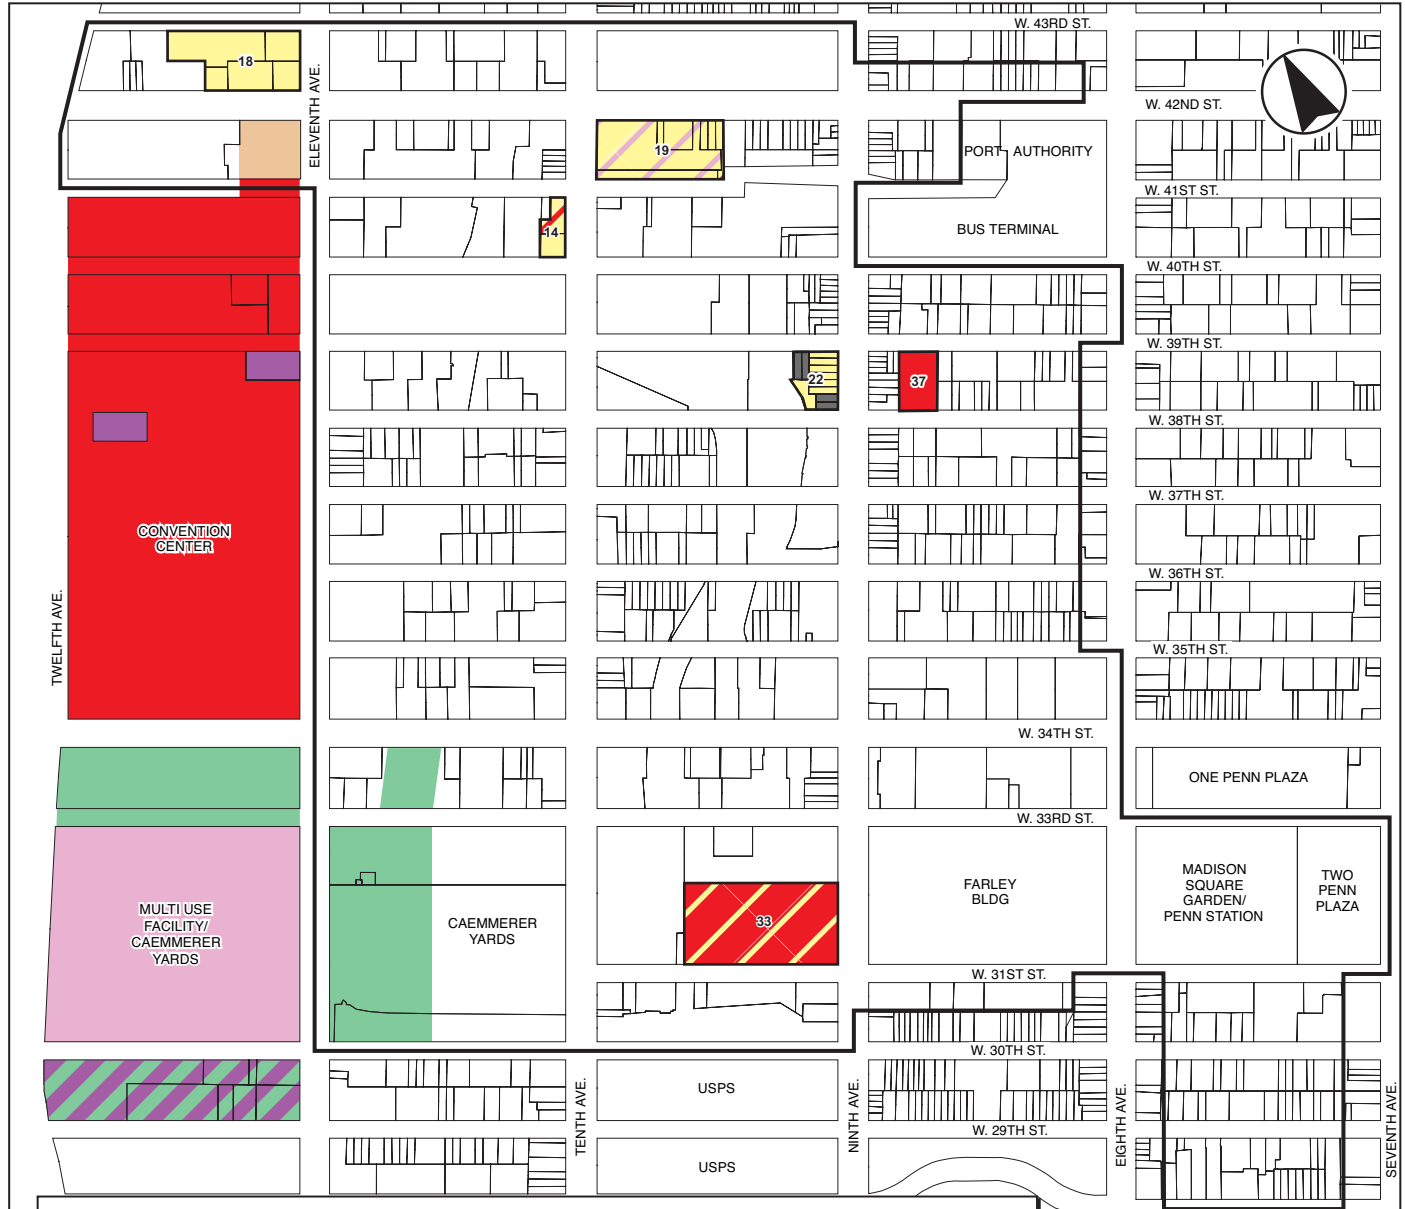 W. 43RD ST.
18
ELEVENTH AVE.
W. 42ND ST.
19
PORT AUTHORITY
W. 41ST ST.
14
BUS TERMINAL
W. 40TH ST.
W. 39TH ST.
22
37
W. 38TH ST.
W. 37TH ST.
CONVENTION
CENTER
W. 36TH ST.
TWELFTH AVE.
W. 35TH ST.
W. 34TH ST.
ONE PENN PLAZA
W. 33RD ST.
MULTI USE
FACILITY/
CAEMMERER
YARDS
CAEMMERER
YARDS
33
FARLEY
BLDG
MADISON
SQUARE
GARDEN/
PENN STATION
TWO
PENN
PLAZA
W. 31ST ST.
W. 30TH ST.
TENTH AVE.
USPS
NINTH AVE.
EIGHTH AVE.
SEVENTH AVE.
W. 29TH ST.
USPS